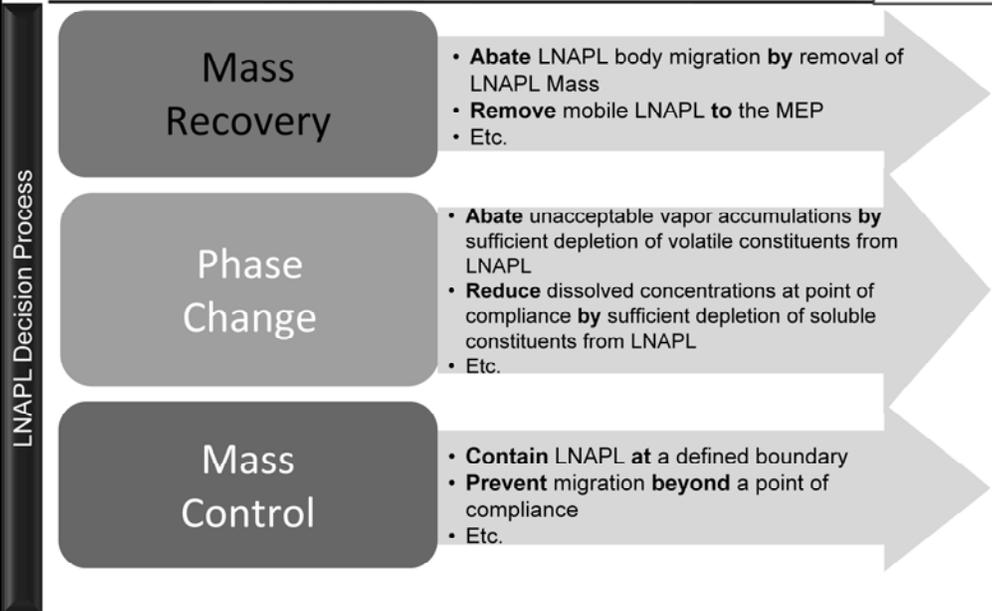 LNAPL Decision Process
Mass
Recovery
• Abate LNAPL body migration by removal of
LNAPL Mass
• Remove mobile LNAPL to the MEP
• Etc.
Phase
Change
• Abate unacceptable vapor accumulations by
sufficient depletion of volatile constituents from
LNAPL
• Reduce dissolved concentrations at point of
compliance by sufficient depletion of soluble
constituents from LNAPL
• Etc.
Mass
Control
• Contain LNAPL at a defined boundary
• Prevent migration beyond a point of
compliance
• Etc.